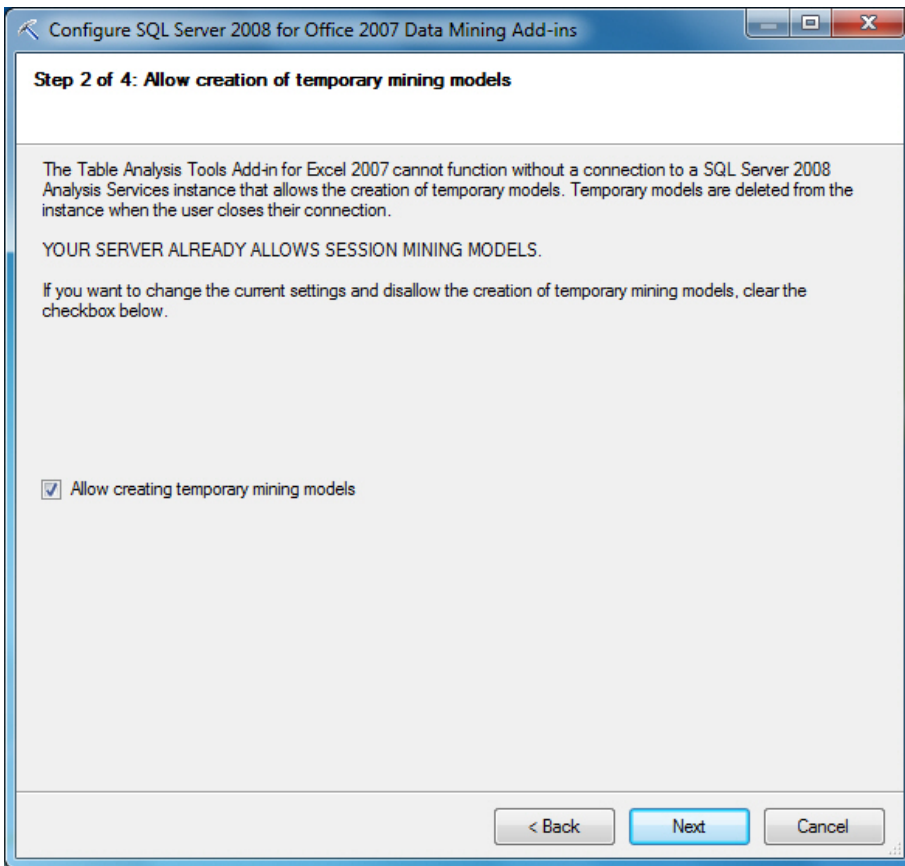 Configure SQL Server 2008 for Office 2007 Data Mining Add-ins
Step 2 of 4: Allow creation of temporary mining models
The Table Analysis Tools Add-in for Excel 2007 cannot function without a connection to a SQL Server 2008
Analysis Services instance that allows the creation of temporary models. Temporary models are deleted from the
instance when the user closes their connection.
YOUR SERVER ALREADY ALLOWS SESSION MINING MODELS.
If you want to change the current settings and disallow the creation of temporary mining models, clear the
checkbox below.
Allow creating temporary mining models
< Back
Next
Cancel